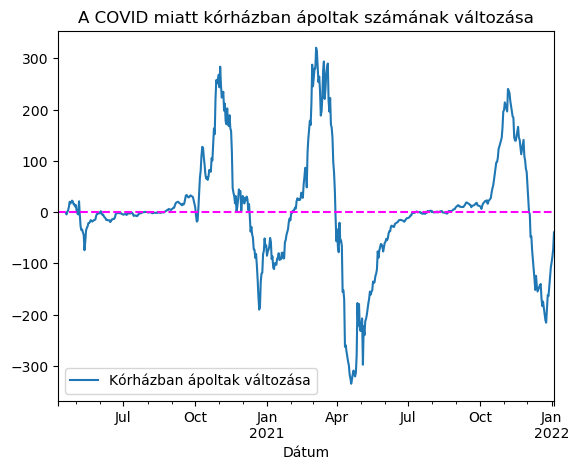 A COVID miatt kórházban ápoltak számának változása
300
200
100
0
−100
−200
−300
Kórházban ápoltak változása
Jul Oct Jan Apr Jul Oct Jan
2021 2022
Dátum